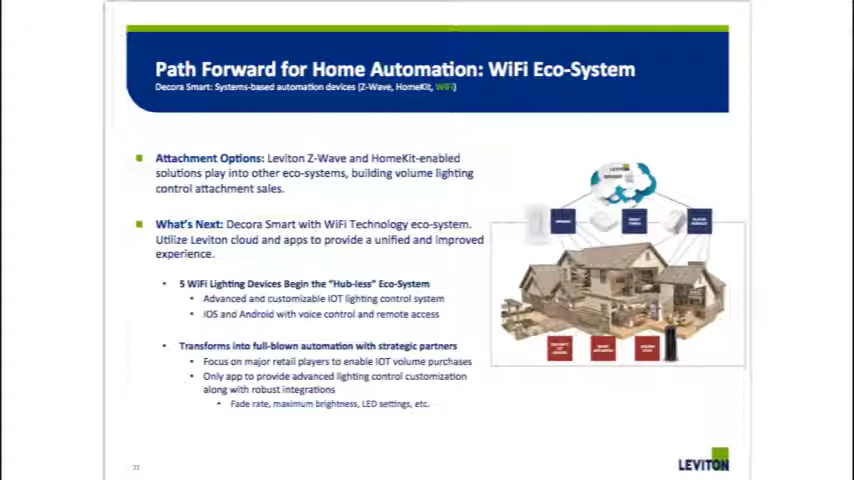 Path Forward for Home Automation: WiFi Eco-System
Decora Smart: Systems-based automation devices (Z-Wave, HomeKit, WiFi)
Attachment Options: Leviton Z-Wave and HomeKit-enabled
solutions play into other eco-systems, building volume lighting
control attachment sales.
What's Next: Decora Smart with WiFi Technology eco-system.
Utilize Leviton cloud and apps to provide a unified and improved
experience.
5 WiFi Lighting Devices Begin the "Hub-less" Eco-System
Advanced and customizable IOT lighting control system
iOS and Android with voice control and remote access
Transforms into full-blown automation with strategic partners
Focus on major retail players to enable IOT volume purchases
Only app to provide advanced lighting control customization
along with robust integrations
Fade rate, maximum brightness, LED settings, etc.
LEVITON